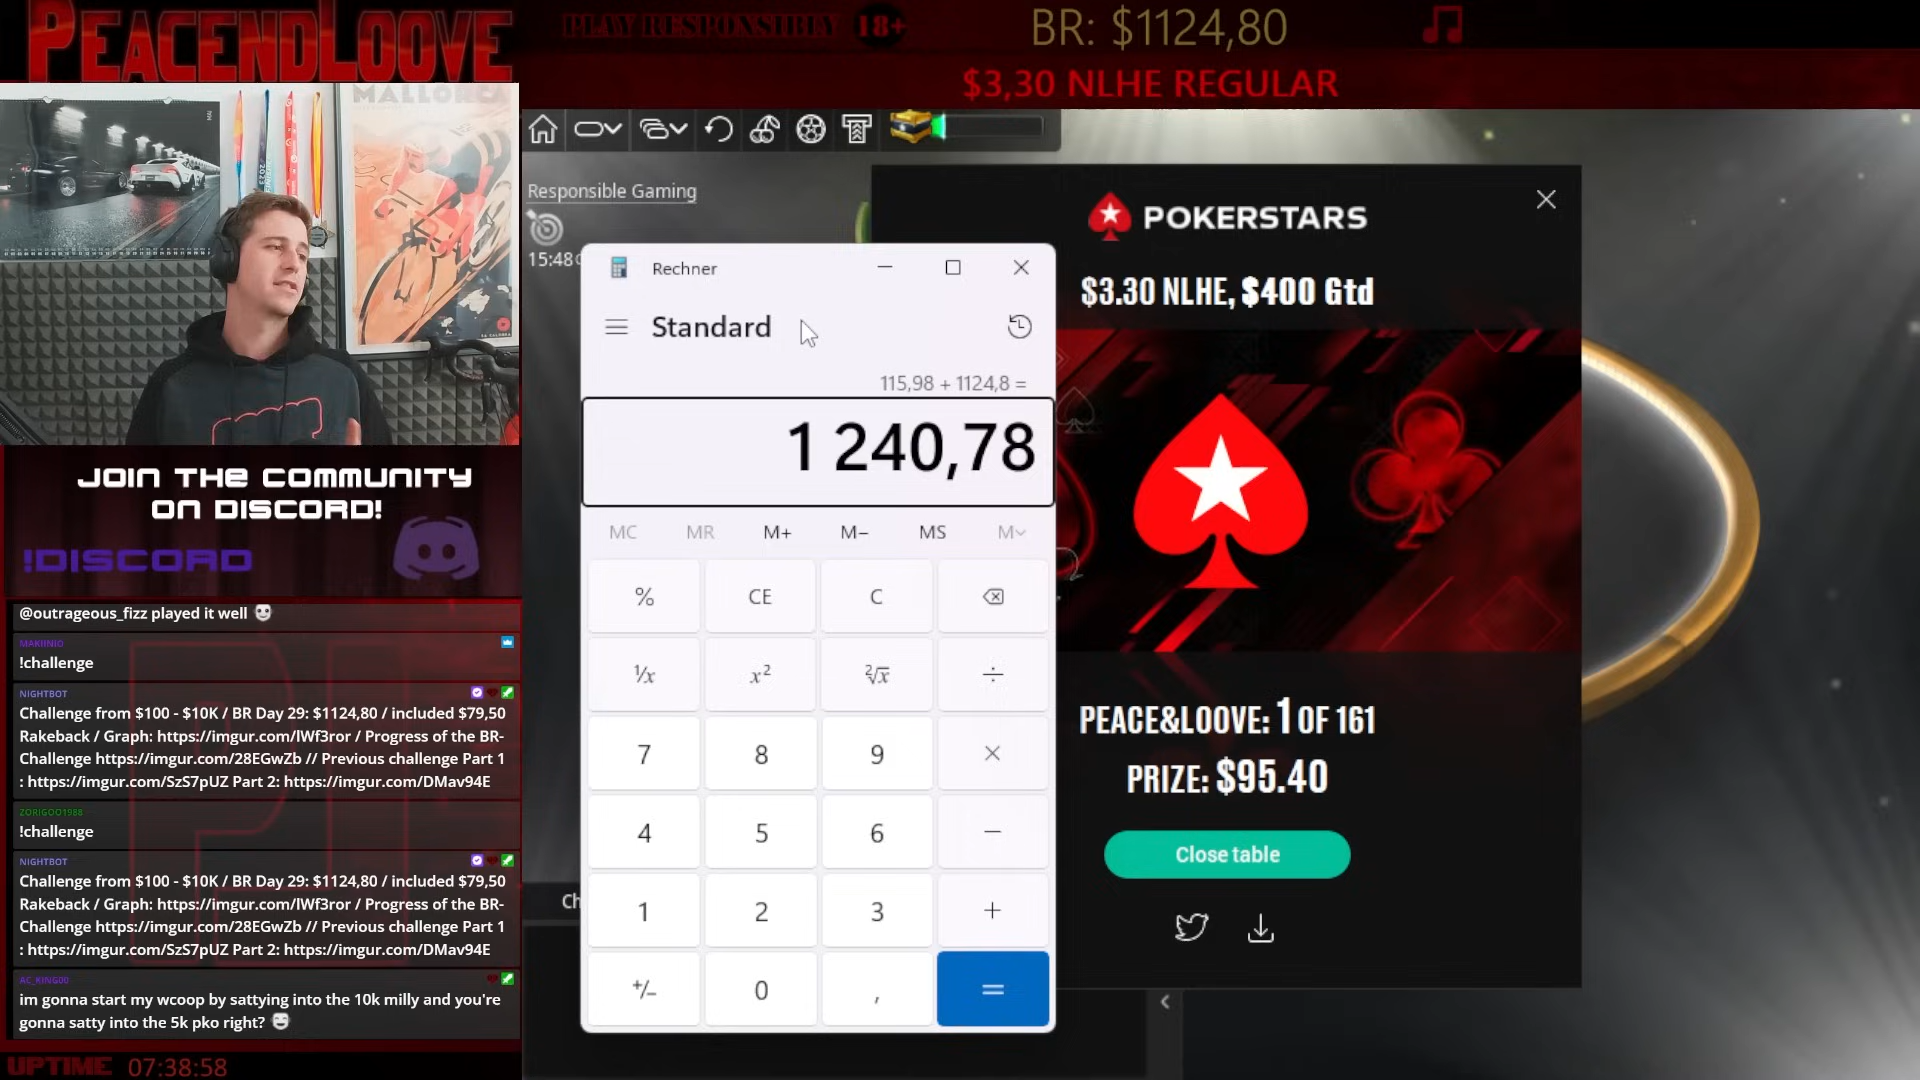 PEACENDLOOVE
PLAY RESPONSIBLY 18+
BR: $1124,80
$3,30 NLHE REGULAR
MALLORCA
2023
JOIN THE COMMUNITY
ON DISCORD!
!DISCORD
@outrageous_fizz played it well
MAKIINIO
!challenge
NIGHTBOT
Challenge from $100 - $10K / BR Day 29: $1124,80 / included $79,50
Rakeback / Graph: https://imgur.com/lWf3ror / Progress of the BR-
Challenge https://imgur.com/28EGwZb // Previous challenge Part 1
: https://imgur.com/SzS7pUZ Part 2: https://imgur.com/DMav94E
ZORIGOO1988
!challenge
NIGHTBOT
Challenge from $100 - $10K / BR Day 29: $1124,80 / included $79,50
Rakeback / Graph: https://imgur.com/lWf3ror / Progress of the BR-
Challenge https://imgur.com/28EGwZb // Previous challenge Part 1
: https://imgur.com/SzS7pUZ Part 2: https://imgur.com/DMav94E
AC_KING00
im gonna start my wcoop by sattying into the 10k milly and you're
gonna satty into the 5k pko right?
UPTIME 07:38:58
Responsible Gaming
15:48
Rechner
Standard
115,98 + 1124,8 =
1 240,78
MC MR M+ M− MS M
% CE C
1/x x² ²√x ÷
7 8 9 ×
4 5 6 −
1 2 3 +
+/− 0 , =
Ch
POKERSTARS
$3.30 NLHE, $400 Gtd
PEACE&LOOVE: 1 OF 161
PRIZE: $95.40
Close table